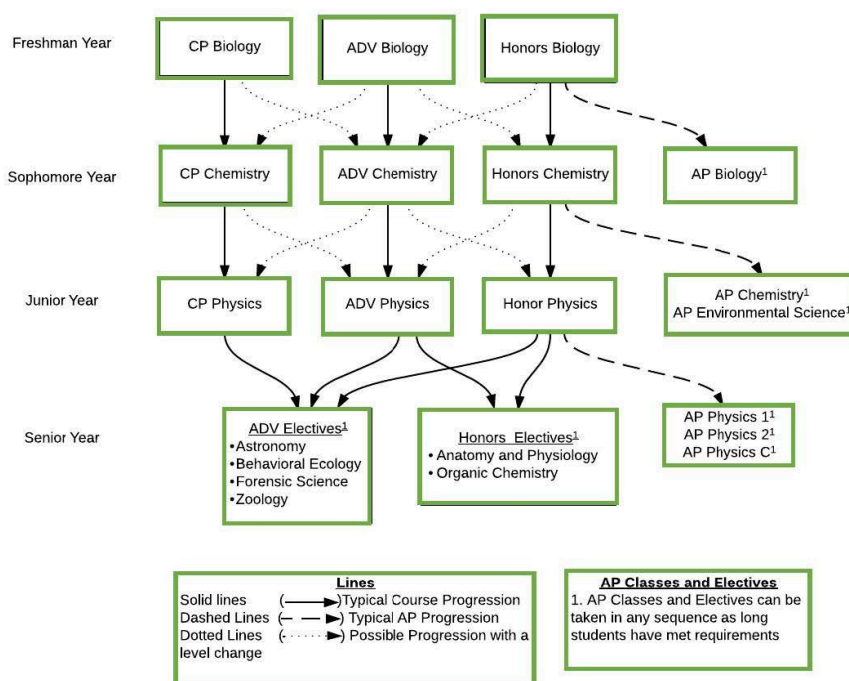 Freshman Year
CP Biology
ADV Biology
Honors Biology
Sophomore Year
CP Chemistry
ADV Chemistry
Honors Chemistry
AP Biology¹
Junior Year
CP Physics
ADV Physics
Honor Physics
AP Chemistry¹
AP Environmental Science¹
Senior Year
ADV Electives¹
•Astronomy
•Behavioral Ecology
•Forensic Science
•Zoology
Honors Electives¹
• Anatomy and Physiology
• Organic Chemistry
AP Physics 1¹
AP Physics 2¹
AP Physics C¹
Lines
Solid lines ( )Typical Course Progression
Dashed Lines ( ) Typical AP Progression
Dotted Lines ( ) Possible Progression with a
level change
AP Classes and Electives
1. AP Classes and Electives can be
taken in any sequence as long
students have met requirements